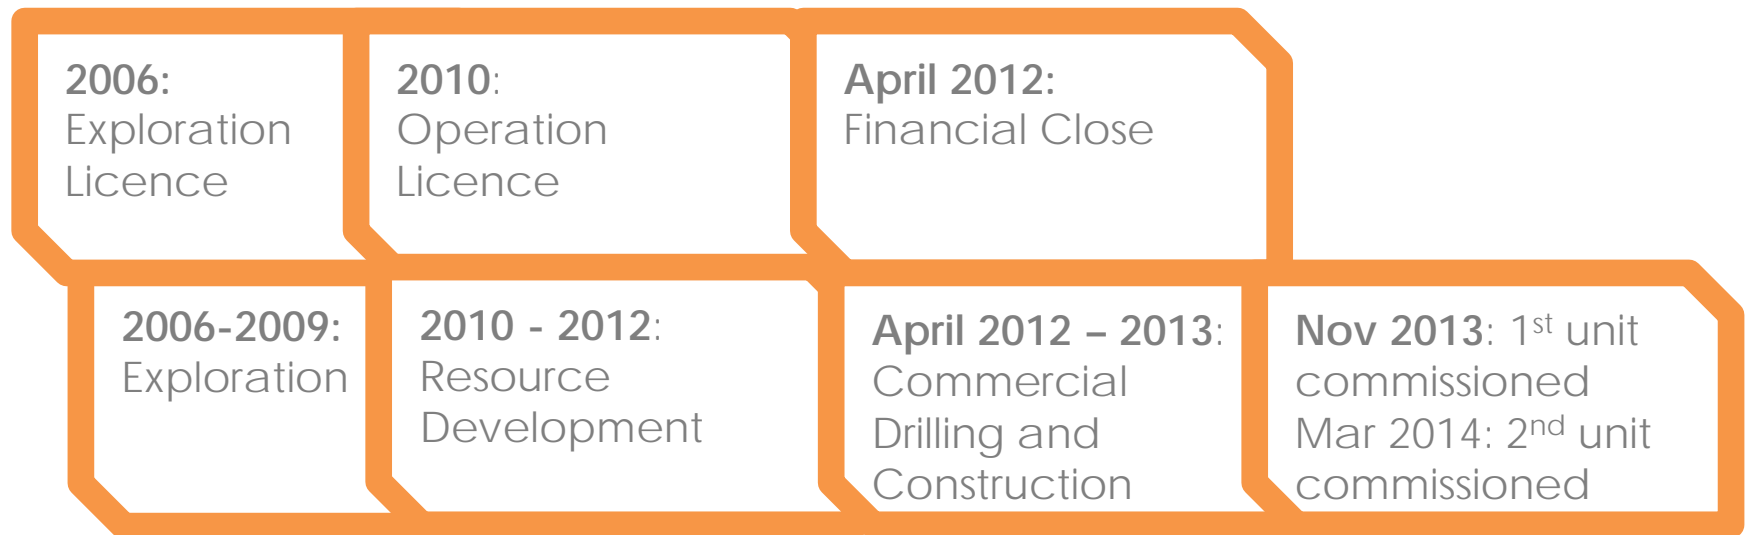 2006:
Exploration
Licence
2010:
Operation
Licence
April 2012:
Financial Close
2006-2009:
Exploration
2010 - 2012:
Resource
Development
April 2012 – 2013:
Commercial
Drilling and
Construction
Nov 2013: 1st unit
commissioned
Mar 2014: 2nd unit
commissioned